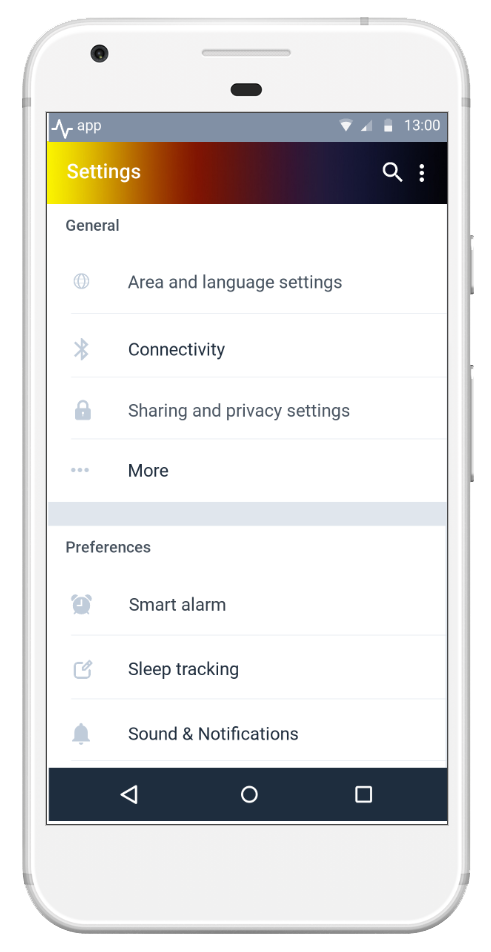 app 13:00
Settings
General
Area and language settings
Connectivity
Sharing and privacy settings
More
Preferences
Smart alarm
Sleep tracking
Sound & Notifications